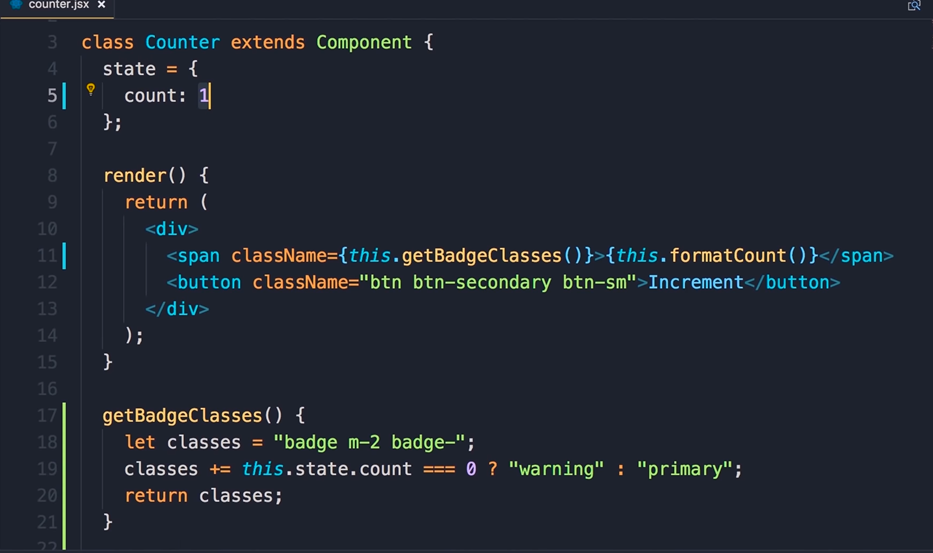 counter.jsx ×
3 class Counter extends Component {
4 state = {
5 count: 1
6 };
7
8 render() {
9 return (
10 <div>
11 <span className={this.getBadgeClasses()}>{this.formatCount()}</span>
12 <button className="btn btn-secondary btn-sm">Increment</button>
13 </div>
14 );
15 }
16
17 getBadgeClasses() {
18 let classes = "badge m-2 badge-";
19 classes += this.state.count === 0 ? "warning" : "primary";
20 return classes;
21 }
22